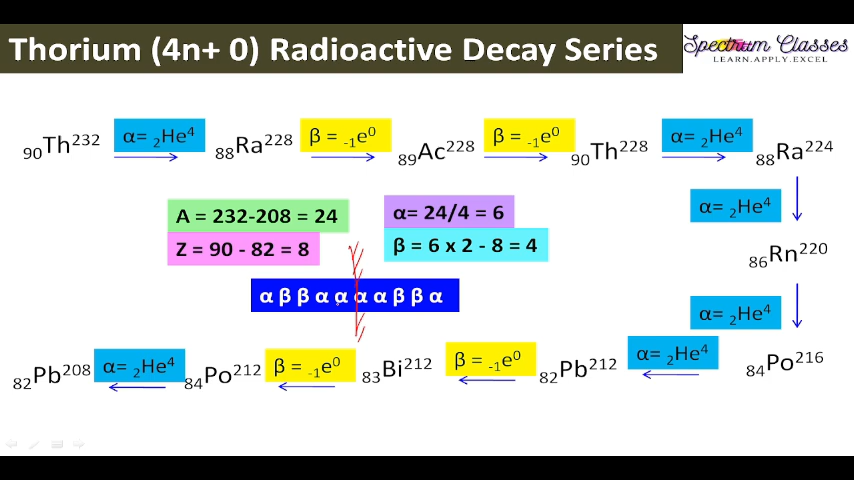 Thorium (4n+ 0) Radioactive Decay Series
Spectrum Classes
LEARN.APPLY.EXCEL
₉₀Th²³² α= ₂He⁴ ₈₈Ra²²⁸ β = ₋₁e⁰ ₈₉Ac²²⁸ β = ₋₁e⁰ ₉₀Th²²⁸ α= ₂He⁴ ₈₈Ra²²⁴
α= ₂He⁴
A = 232-208 = 24
α= 24/4 = 6
Z = 90 - 82 = 8
β = 6 x 2 - 8 = 4
₈₆Rn²²⁰
α β β α α α α β β α
α= ₂He⁴
₈₂Pb²⁰⁸ α= ₂He⁴ ₈₄Po²¹² β = ₋₁e⁰ ₈₃Bi²¹² β = ₋₁e⁰ ₈₂Pb²¹² α= ₂He⁴ ₈₄Po²¹⁶